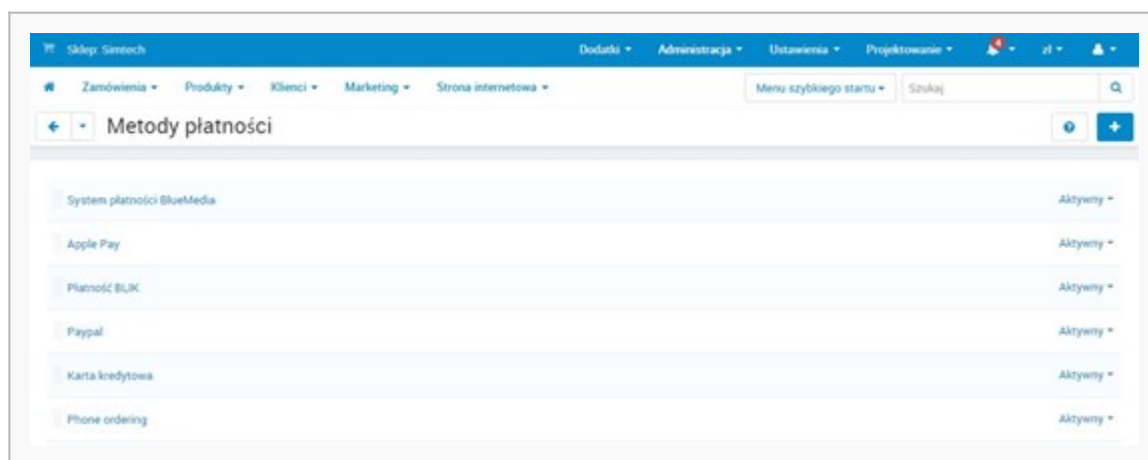 Sklep: Simtech Dodatki Administracja Ustawienia Projektowanie 4 zł
Zamówienia Produkty Klienci Marketing Strona internetowa Menu szybkiego startu Szukaj
Metody płatności
System płatności BlueMedia Aktywny
Apple Pay Aktywny
Płatność BLIK Aktywny
Paypal Aktywny
Karta kredytowa Aktywny
Phone ordering Aktywny